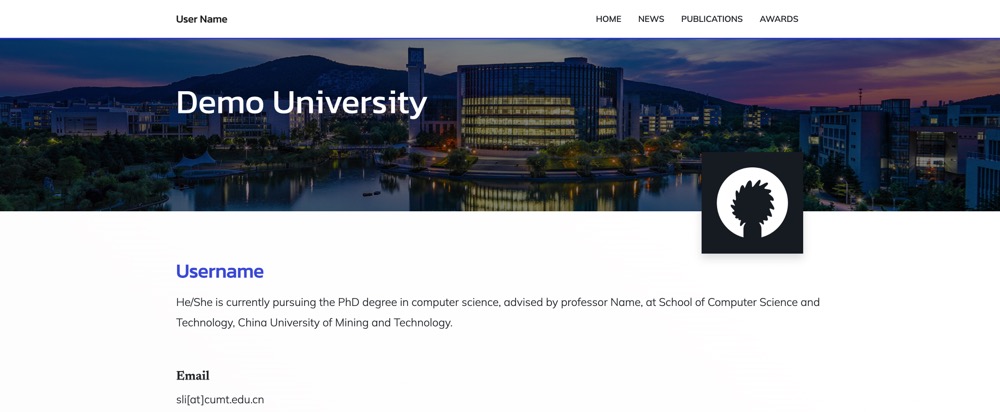 User Name
HOME NEWS PUBLICATIONS AWARDS
Demo University
Username
He/She is currently pursuing the PhD degree in computer science, advised by professor Name, at School of Computer Science and
Technology, China University of Mining and Technology.
Email
sli[at]cumt.edu.cn